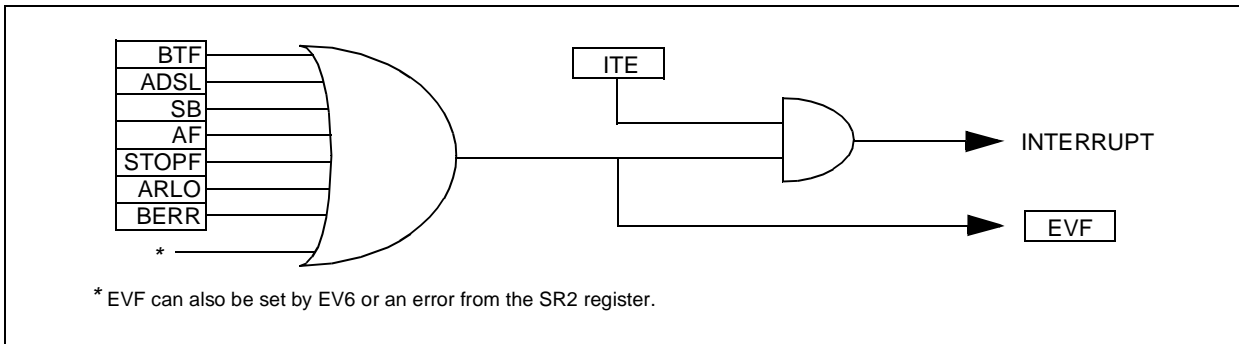 BTF
ADSL
SB
AF
STOPF
ARLO
BERR
*
ITE
INTERRUPT
EVF
* EVF can also be set by EV6 or an error from the SR2 register.